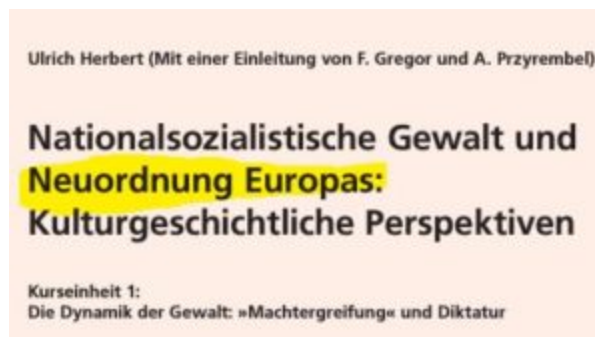 Ulrich Herbert (Mit einer Einleitung von F. Gregor und A. Przyrembel)
Nationalsozialistische Gewalt und
Neuordnung Europas:
Kulturgeschichtliche Perspektiven
Kurseinheit 1:
Die Dynamik der Gewalt: »Machtergreifung« und Diktatur